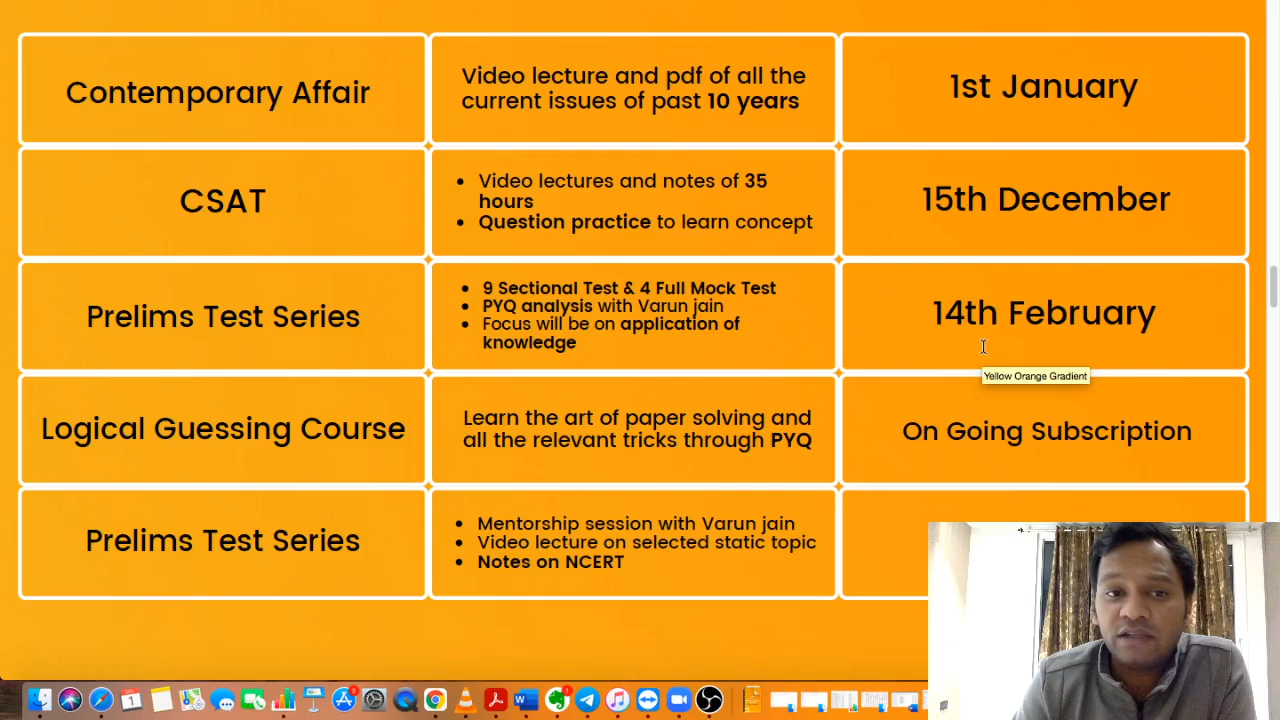 Contemporary Affair
Video lecture and pdf of all the
current issues of past 10 years
1st January
CSAT
• Video lectures and notes of 35
hours
• Question practice to learn concept
15th December
Prelims Test Series
• 9 Sectional Test & 4 Full Mock Test
• PYQ analysis with Varun jain
• Focus will be on application of
knowledge
14th February
Yellow Orange Gradient
Logical Guessing Course
Learn the art of paper solving and
all the relevant tricks through PYQ
On Going Subscription
Prelims Test Series
• Mentorship session with Varun jain
• Video lecture on selected static topic
• Notes on NCERT